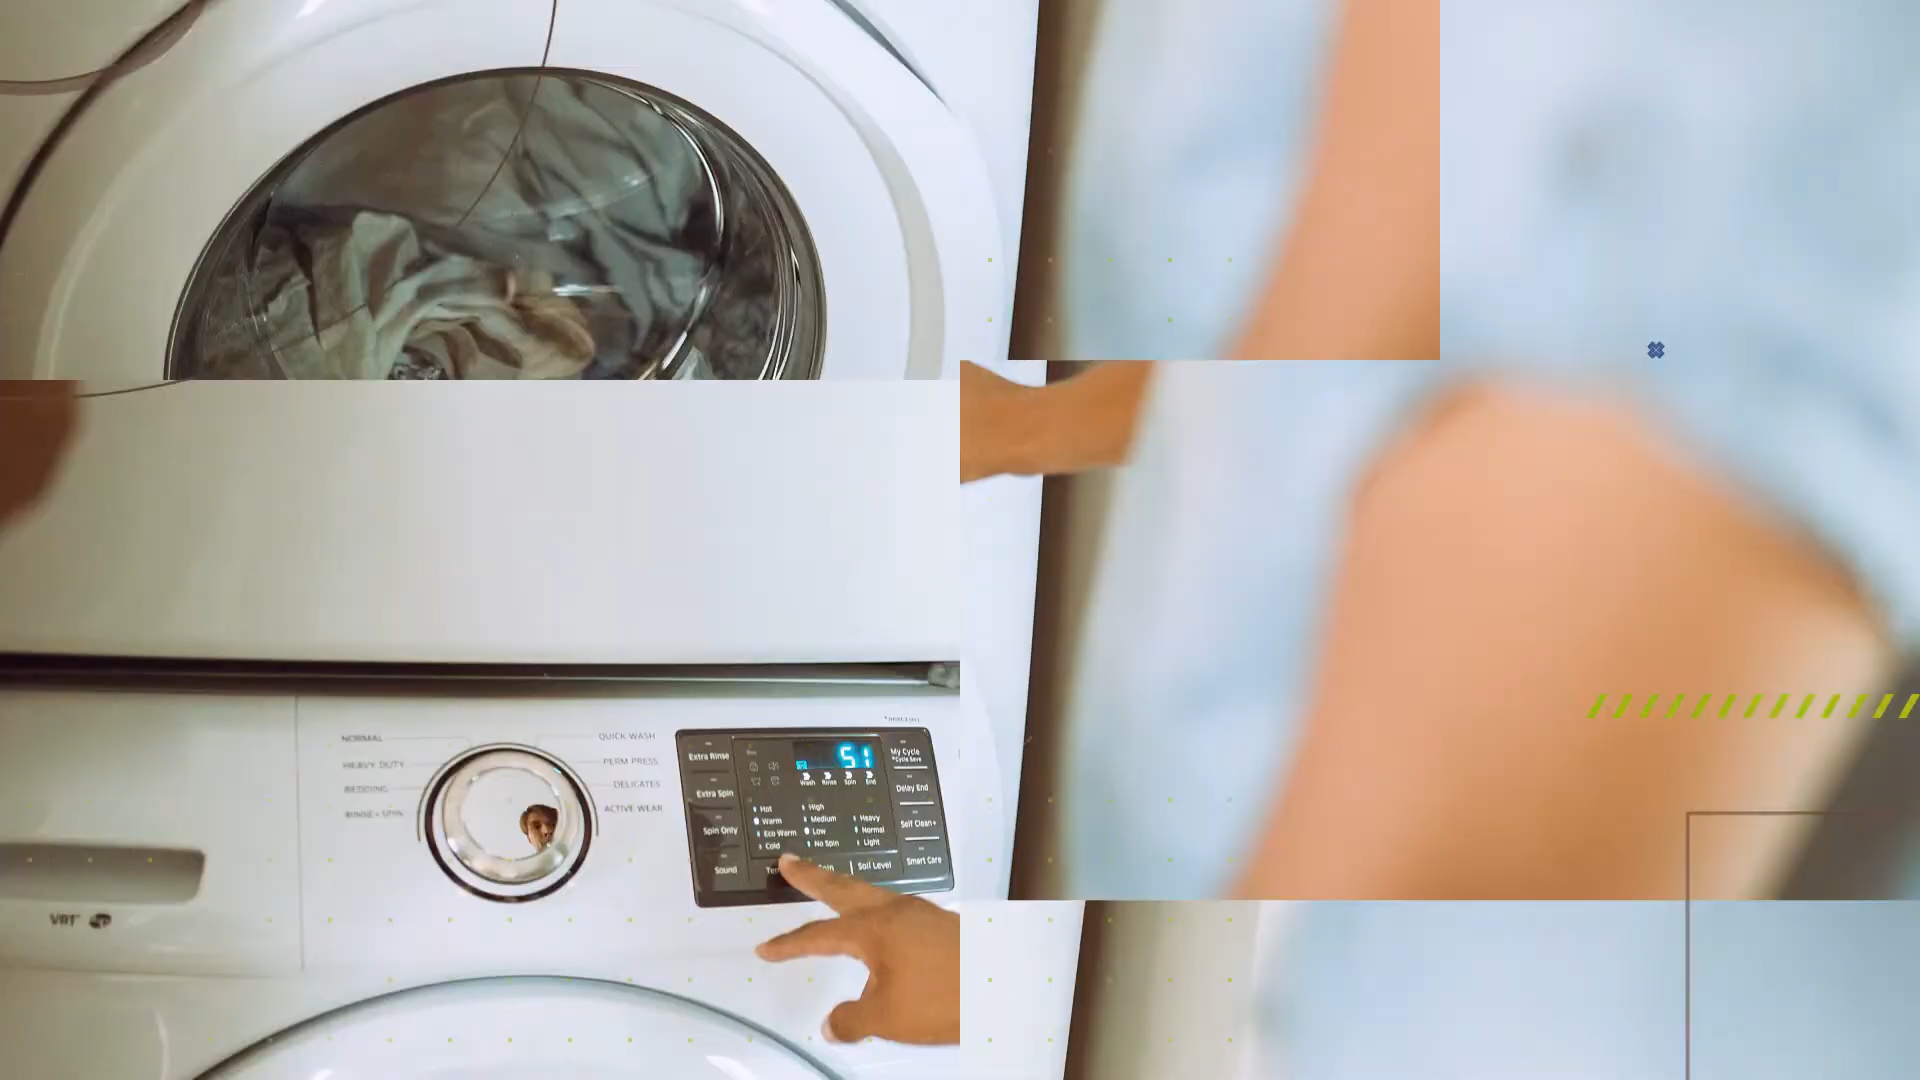 NORMAL
HEAVY DUTY
BEDDING
RINSE+SPIN
QUICK WASH
PERM PRESS
DELICATES
ACTIVE WEAR
Extra Rinse
Extra Spin
Spin Only
Sound
51
Wash Rinse Spin End
Hot High
Warm Medium Heavy
Eco Warm Low Normal
Cold No Spin Light
Soil Level
My Cycle
Cycle Save
Delay End
Self Clean+
Smart Care
VRT